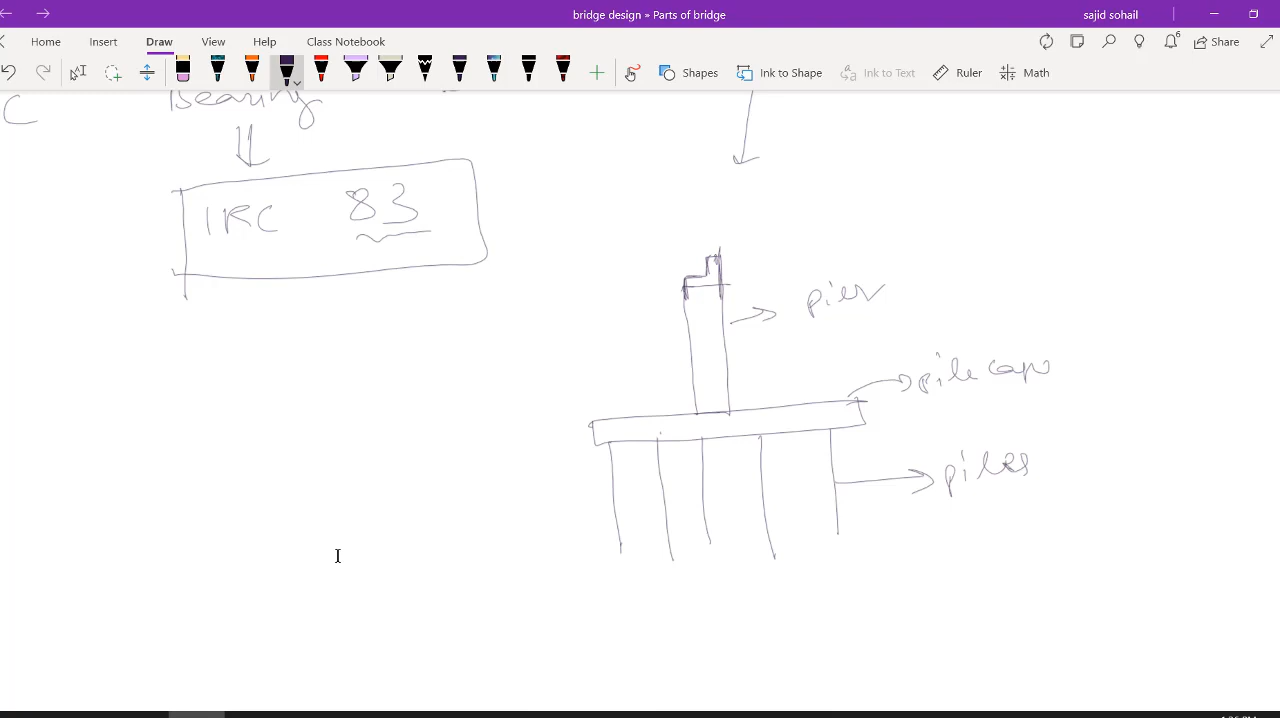 bridge design » Parts of bridge
sajid sohail
Home Insert Draw View Help Class Notebook
6
Share
Shapes
Ink to Shape
Ink to Text
Ruler
Math
C
Bearing
IRC 83
pier
pile cap
piles